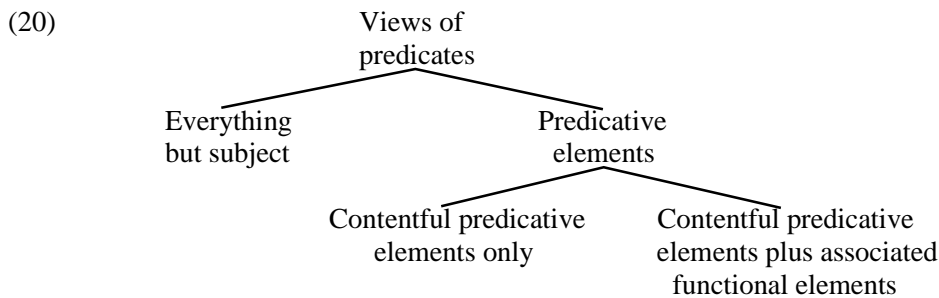 (20)
Views of
predicates
Everything
but subject
Predicative
elements
Contentful predicative
elements only
Contentful predicative
elements plus associated
functional elements